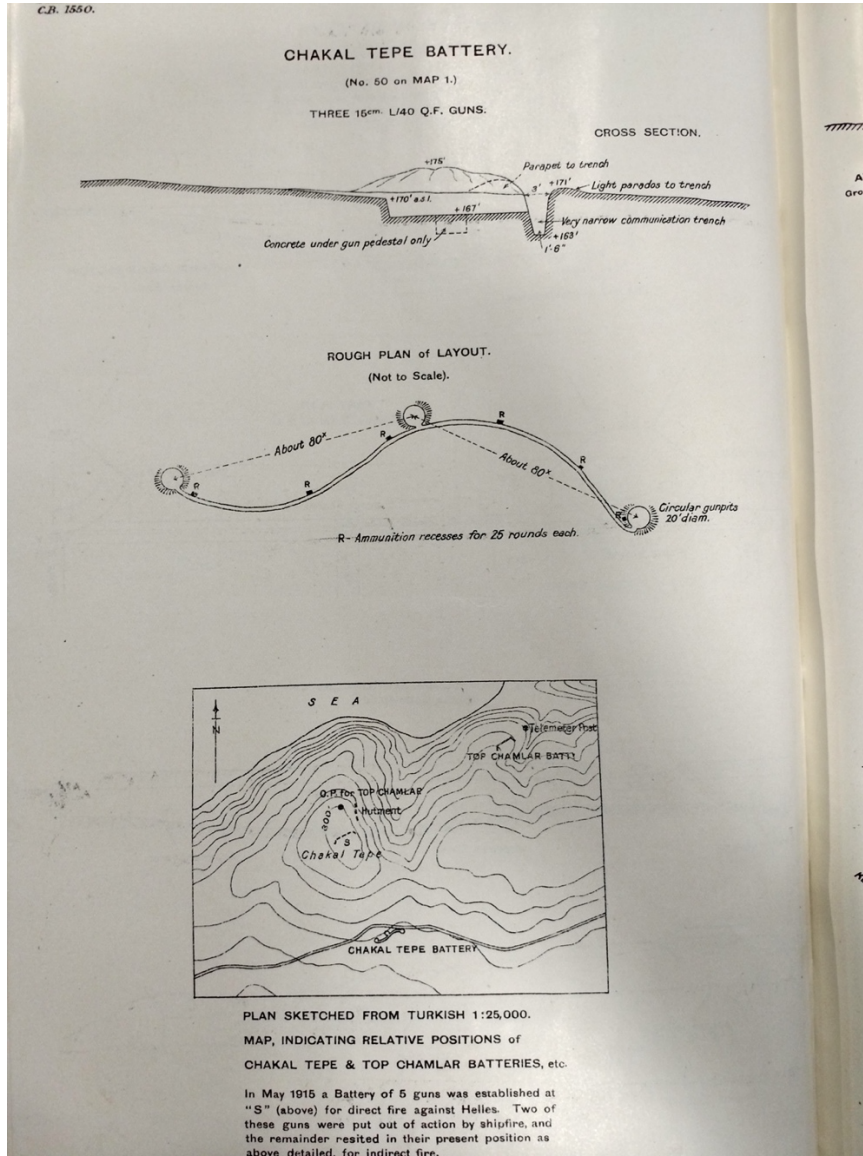 C.B. 1550.
CHAKAL TEPE BATTERY.
(No. 50 on MAP 1.)
THREE 15cm. L/40 Q.F. GUNS.
CROSS SECTION.
+175'
Parapet to trench
3'
+171'
Light parados to trench
+170' a.s.l.
+167'
Very narrow communication trench
Concrete under gun pedestal only
+163'
1'-6"
ROUGH PLAN of LAYOUT.
(Not to Scale).
R
R
About 80x
R
About 80x
R
R
R
Circular gunpits
20' diam.
R- Ammunition recesses for 25 rounds each.
SEA
N
Telemeter Post
TOP CHAMLAR BATTY
O.P. for TOP CHAMLAR
Hutment
S
Chakal Tepe
CHAKAL TEPE BATTERY
PLAN SKETCHED FROM TURKISH 1:25,000.
MAP, INDICATING RELATIVE POSITIONS of
CHAKAL TEPE & TOP CHAMLAR BATTERIES, etc.
In May 1915 a Battery of 5 guns was established at
"S" (above) for direct fire against Helles. Two of
these guns were put out of action by shipfire, and
the remainder resited in their present position as
above detailed, for indirect fire.